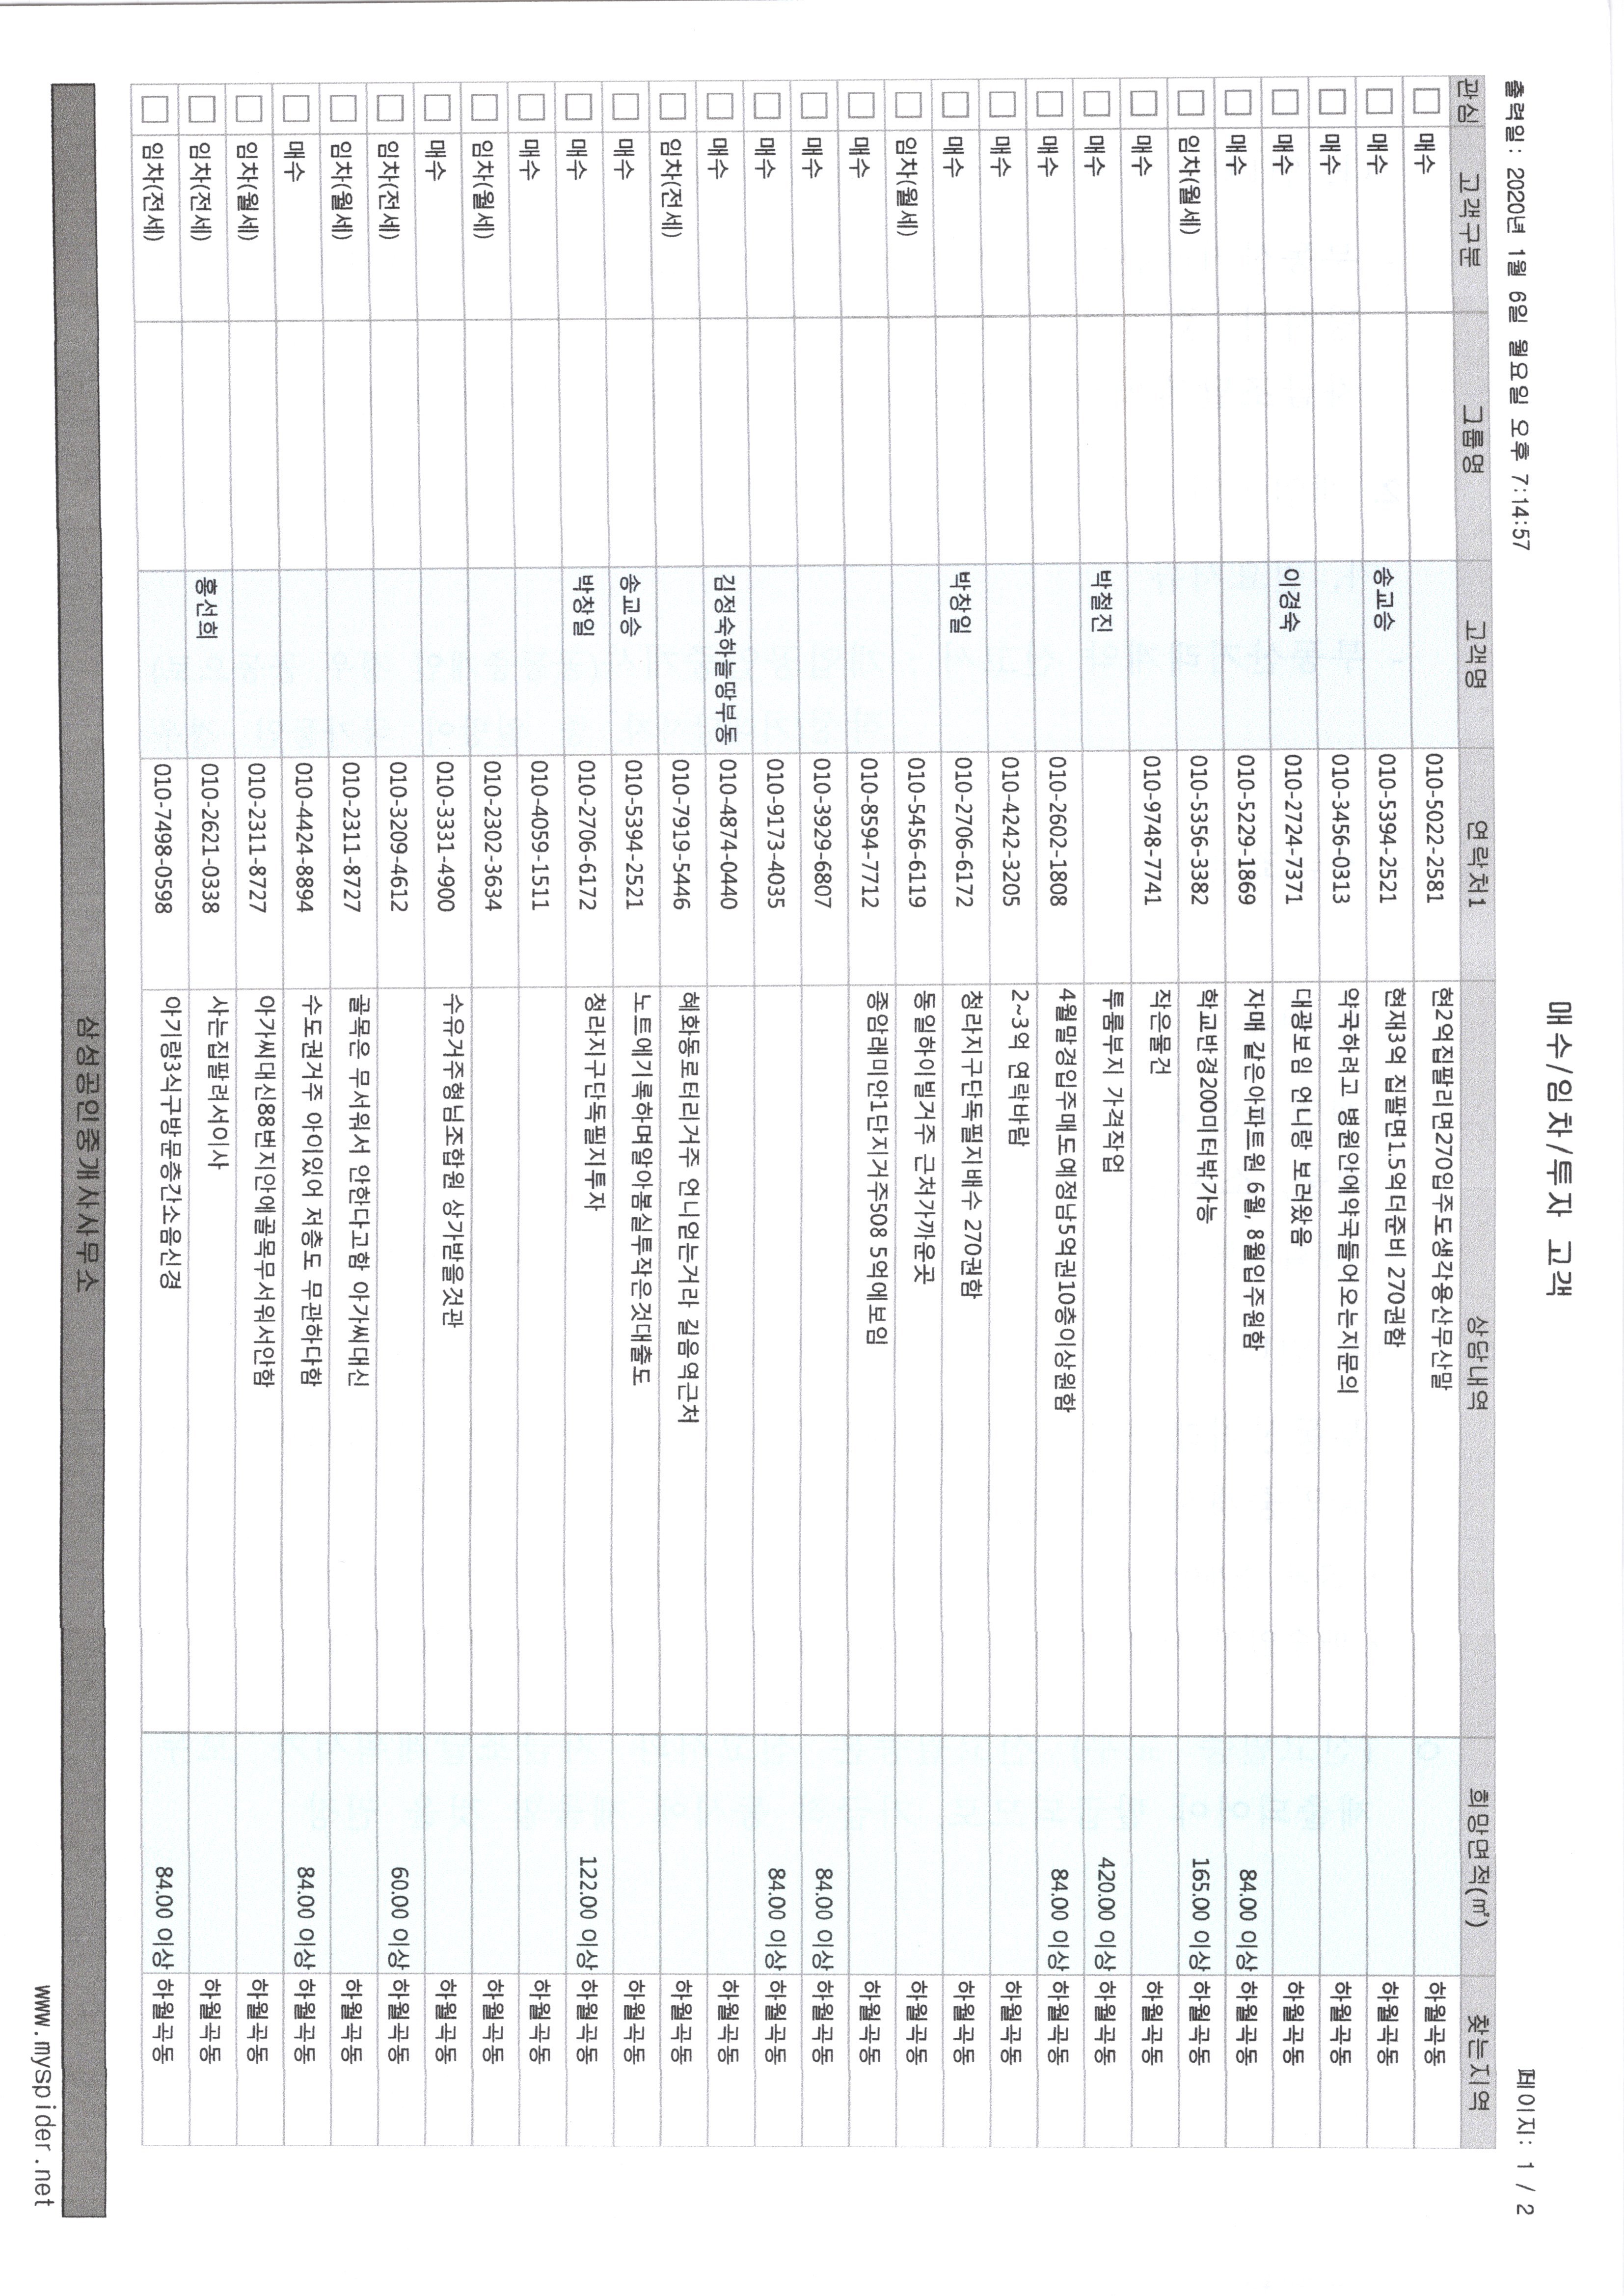 매수/임차/투자 고객
출력일: 2020년 1월 6일 월요일 오후 7:14:57
페이지: 1 / 2
관심 고객구분 그룹명 고객명 연락처1 상담내역 희망면적(㎡) 찾는지역
매수 010-5022-2581 현2억집팔리면270입주도생각용산무산말 하월곡동
매수 송교승 010-5394-2521 현재3억 집팔면1.5억더준비 270권함 하월곡동
매수 010-3456-0313 약국하려고 병원안에약국들어오는지문의 하월곡동
매수 이경숙 010-2724-7371 대광보임 언니랑 보러왔음 하월곡동
매수 010-5229-1869 자매 같은아파트원 6월, 8월입주원함 84.00 이상 하월곡동
임차(월세) 010-5356-3382 학교반경200미터밖가능 165.00 이상 하월곡동
매수 010-9748-7741 작은물건 하월곡동
매수 박철진 투룸부지 가격작업 420.00 이상 하월곡동
매수 010-2602-1808 4월말경입주매도예정남5억권10층이상원함 84.00 이상 하월곡동
매수 010-4242-3205 2~3억 연락바람 하월곡동
매수 박창일 010-2706-6172 청라지구단독필지배수 270권함 하월곡동
임차(월세) 010-5456-6119 동일하이빌거주 근처가까운곳 하월곡동
매수 010-8594-7712 종암래미안1단지거주508 5억에보임 하월곡동
매수 010-3929-6807 84.00 이상 하월곡동
매수 010-9173-4035 84.00 이상 하월곡동
매수 김정숙하늘땅부동 010-4874-0440 하월곡동
임차(전세) 010-7919-5446 혜화동로터리거주 언니얻는거라 길음역근처 하월곡동
매수 송교승 010-5394-2521 노트에기록하며알아봄실투작은것대출도 하월곡동
매수 박창일 010-2706-6172 청라지구단독필지투자 122.00 이상 하월곡동
매수 010-4059-1511 하월곡동
임차(월세) 010-2302-3634 하월곡동
매수 010-3331-4900 수유거주형님조합원 상가받을것관 하월곡동
임차(전세) 010-3209-4612 60.00 이상 하월곡동
임차(월세) 010-2311-8727 골목은 무서워서 안한다고함 아가씨대신 하월곡동
매수 010-4424-8894 수도권거주 아이있어 저층도 무관하다함 84.00 이상 하월곡동
임차(월세) 010-2311-8727 아가씨대신88번지안에골목무서워서안함 하월곡동
임차(전세) 홍선희 010-2621-0338 사는집팔려서이사 하월곡동
임차(전세) 010-7498-0598 아기랑3식구방문층간소음신경 84.00 이상 하월곡동
삼성공인중개사사무소
www.myspider.net